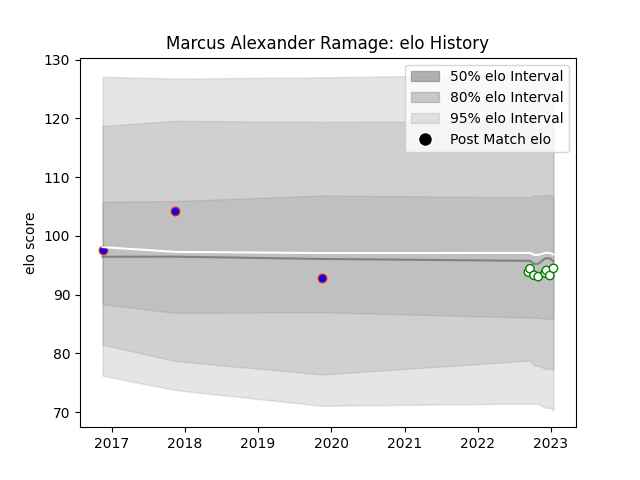 Marcus Alexander Ramage: elo History
130
120
110
100
90
80
70
elo score
50% elo Interval
80% elo Interval
95% elo Interval
Post Match elo
2017 2018 2019 2020 2021 2022 2023